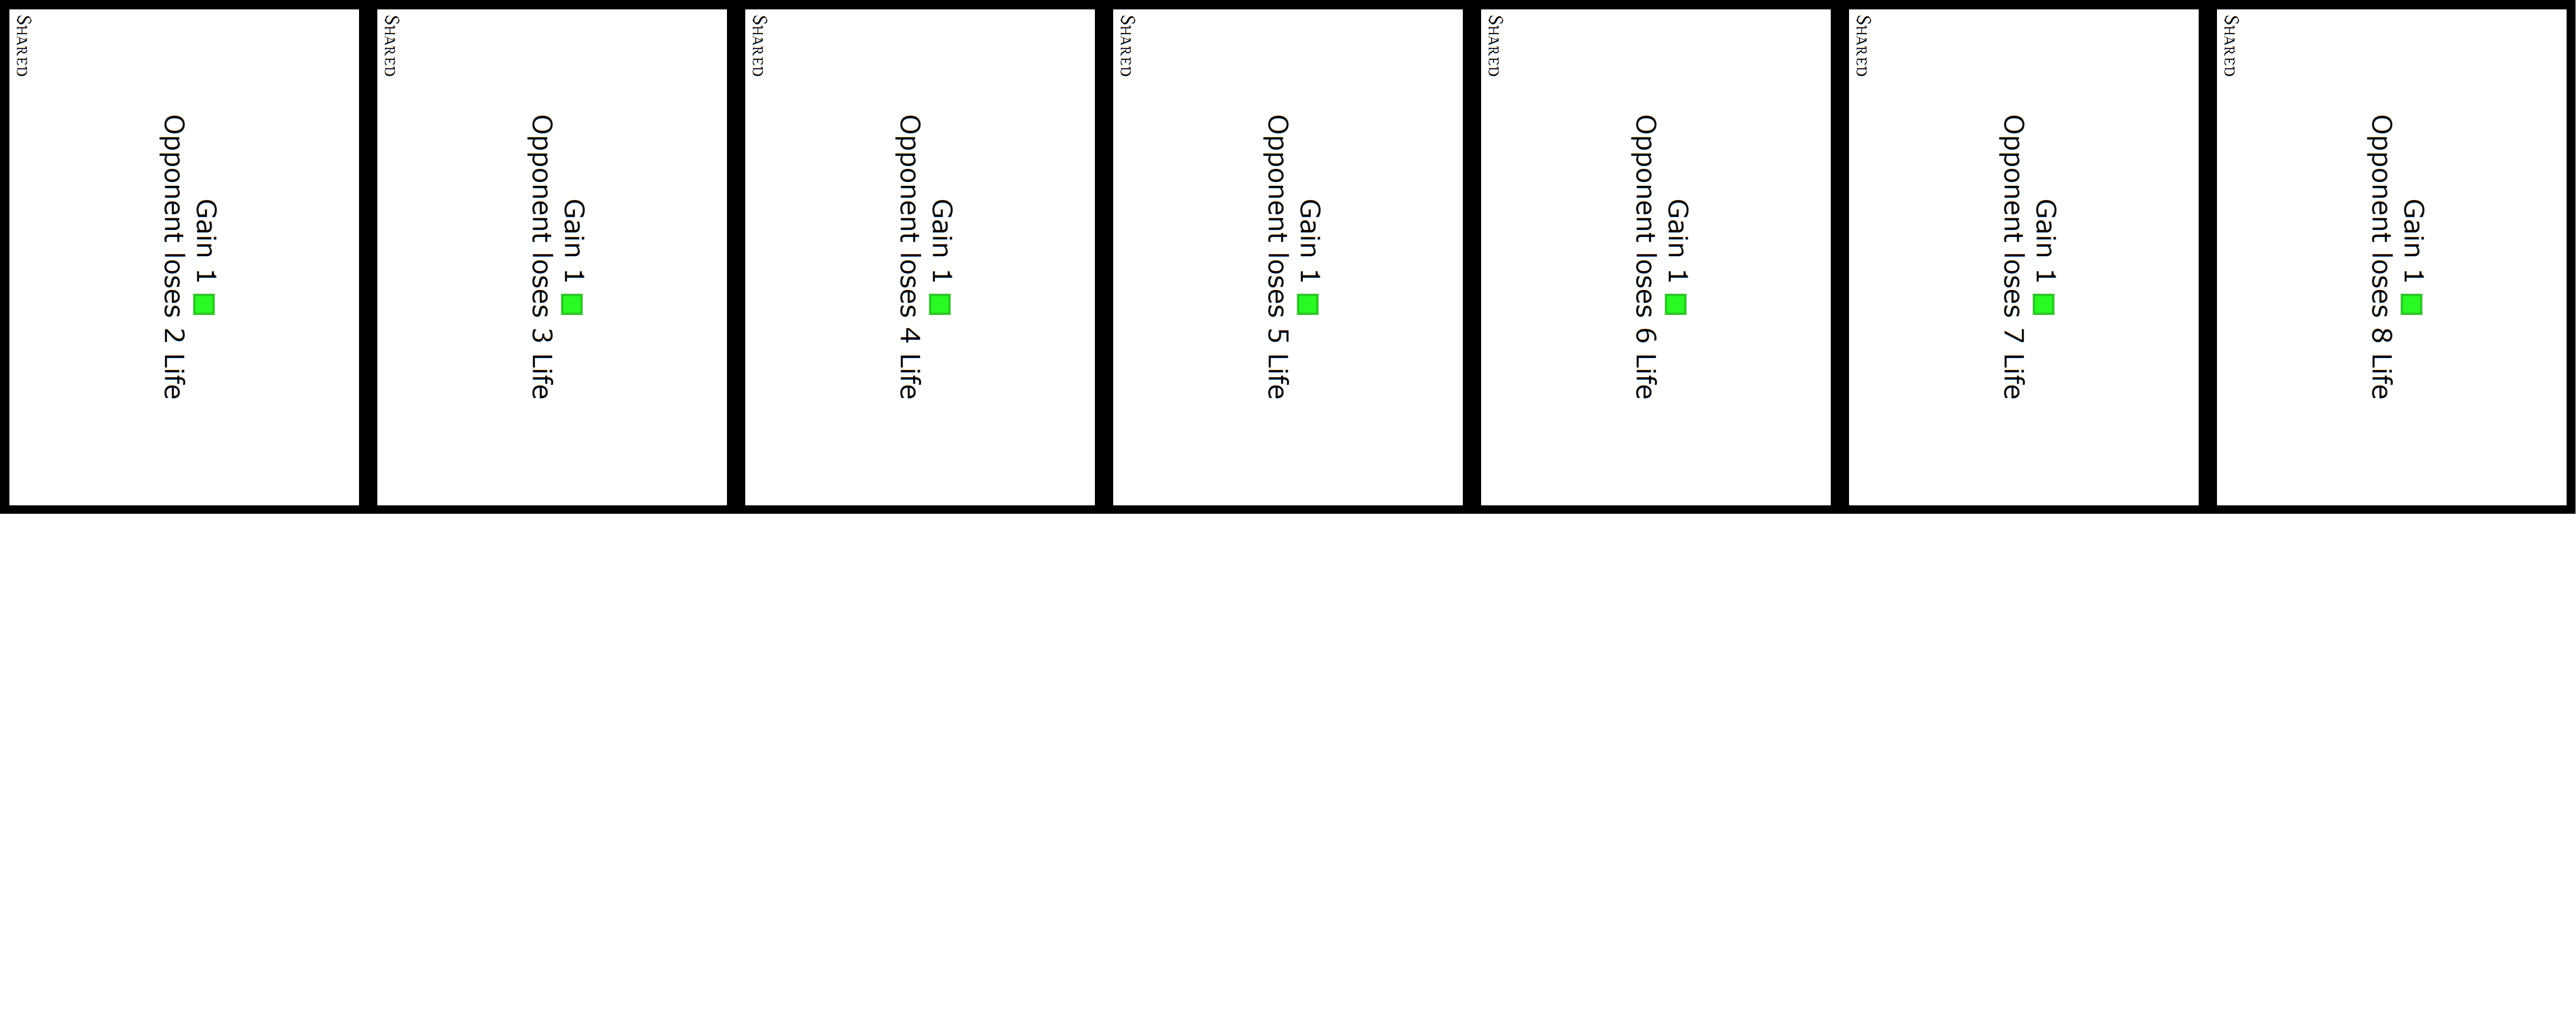 Gain 1
Opponent loses 2 Life
Shared
Gain 1
Opponent loses 3 Life
Shared
Gain 1
Opponent loses 4 Life
Shared
Gain 1
Opponent loses 5 Life
Shared
Gain 1
Opponent loses 6 Life
Shared
Gain 1
Opponent loses 7 Life
Shared
Gain 1
Opponent loses 8 Life
Shared